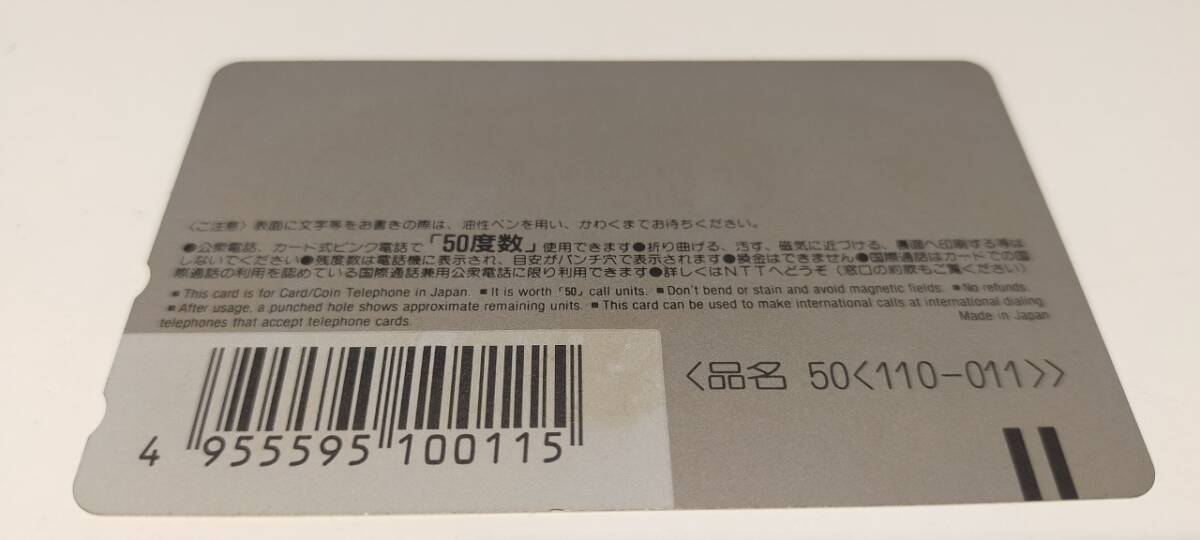 〈ご注意〉表面に文字等をお書きの際は、油性ペンを用い、かわくまでお待ちください。
●公衆電話、カード式ピンク電話で「50度数」使用できます●折り曲げる、汚す、磁気に近づける、裏面へ印刷する等は
しないでください●残度数は電話機に表示され、目安がパンチ穴で表示されます●換金はできません●国際通話はカードでの国
際通話の利用を認めている国際通話兼用公衆電話に限り利用できます●詳しくはNTTへどうぞ(窓口の約款もご覧ください)
■This card is for Card/Coin Telephone in Japan. ■It is worth「50」call units. ■Don't bend or stain and avoid magnetic fields. ■No refunds.
■After usage, a punched hole shows approximate remaining units. ■This card can be used to make international calls at international dialing
telephones that accept telephone cards.
Made in Japan
〈品名 50〈110-011〉〉
4 955595 100115